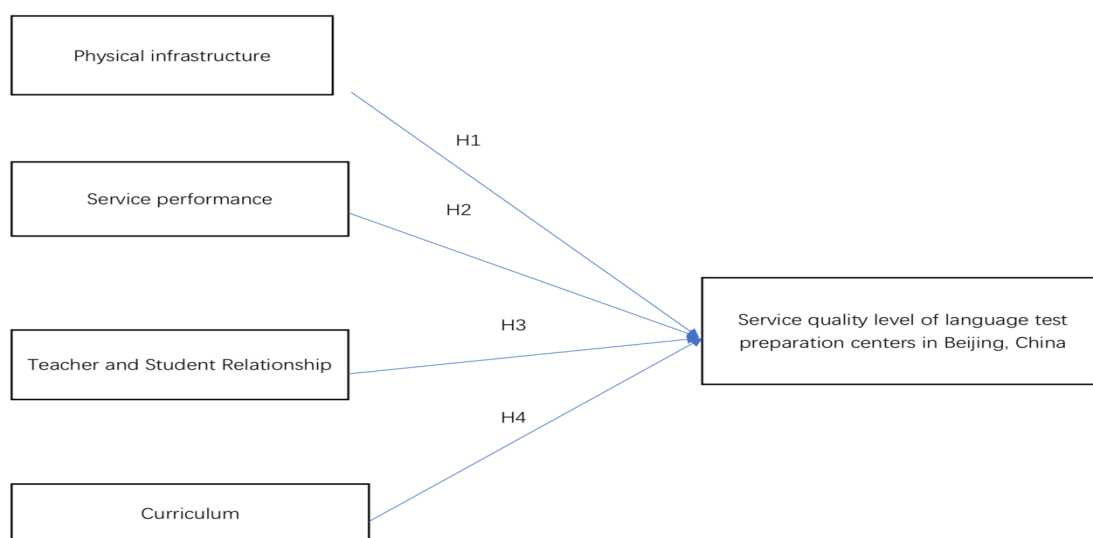 Physical infrastructure
H1
Service performance
H2
Service quality level of language test
preparation centers in Beijing, China
H3
Teacher and Student Relationship
H4
Curriculum